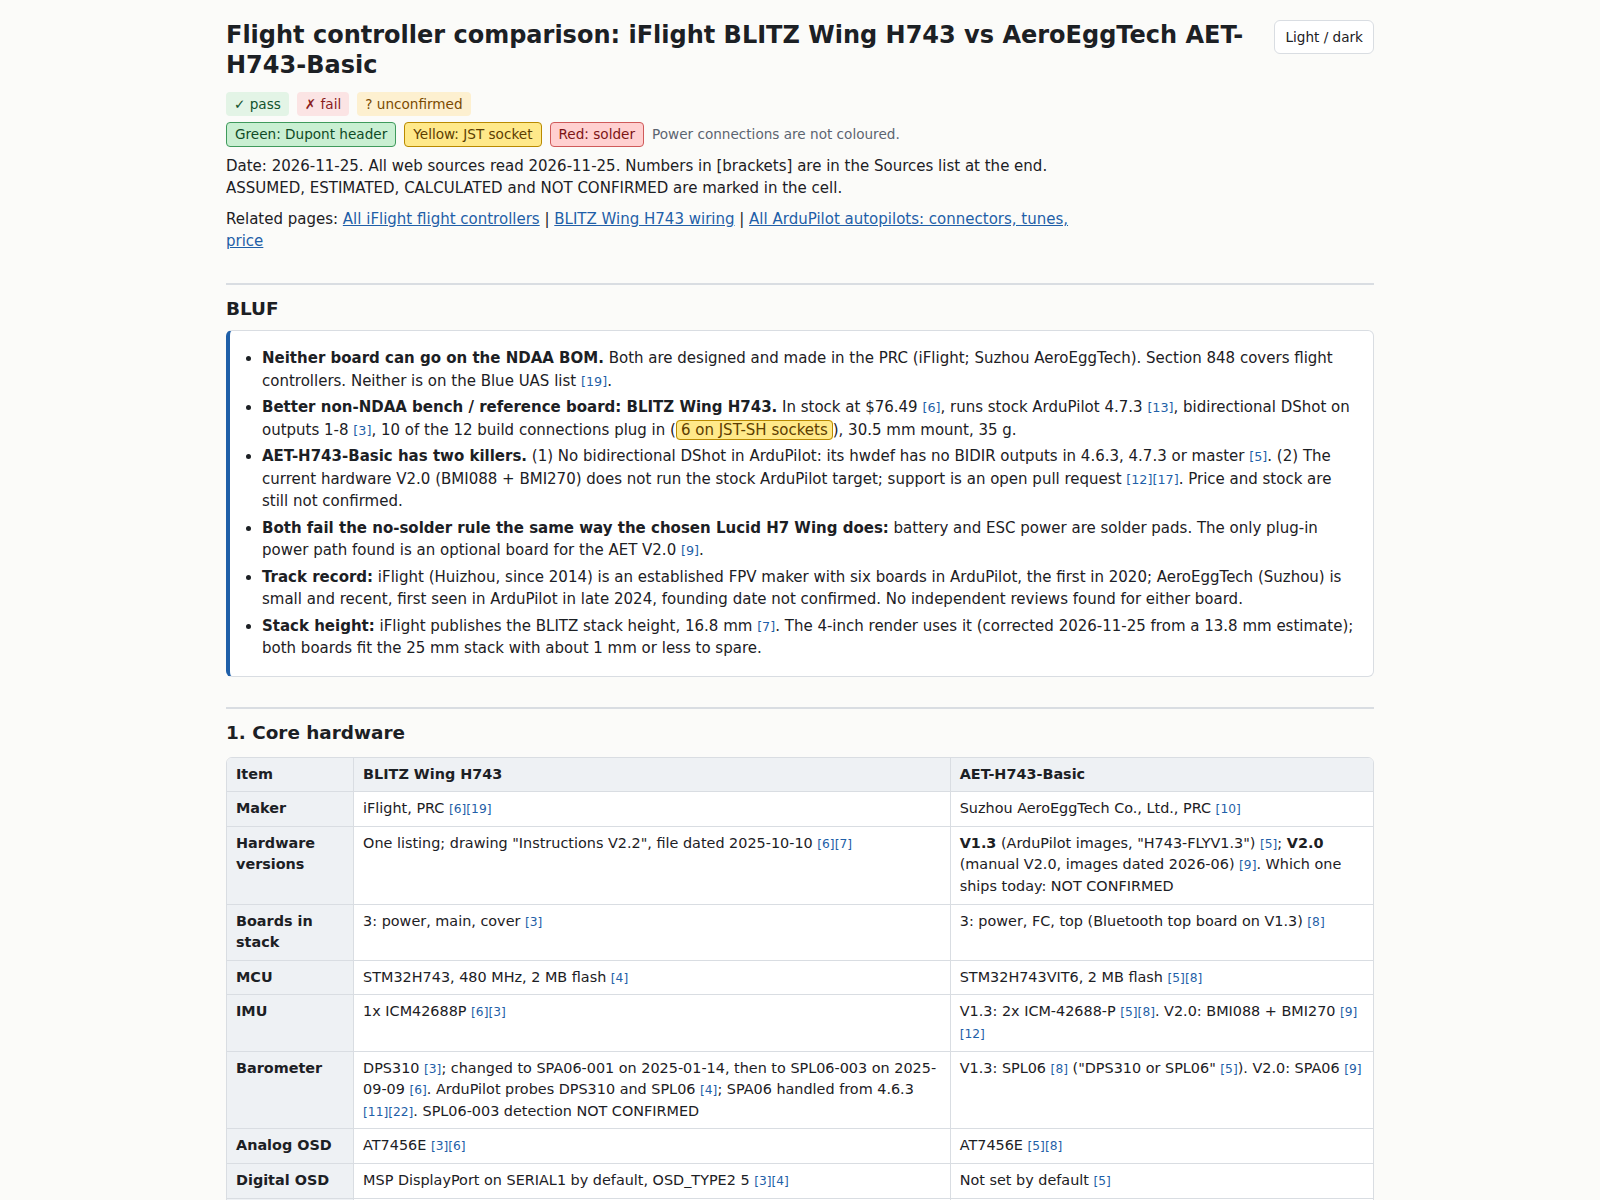 Flight controller comparison: iFlight BLITZ Wing H743 vs AeroEggTech AET-
H743-Basic
Light / dark
✓ pass ✗ fail ? unconfirmed
Green: Dupont header Yellow: JST socket Red: solder Power connections are not coloured.
Date: 2026-11-25. All web sources read 2026-11-25. Numbers in [brackets] are in the Sources list at the end.
ASSUMED, ESTIMATED, CALCULATED and NOT CONFIRMED are marked in the cell.
Related pages: All iFlight flight controllers | BLITZ Wing H743 wiring | All ArduPilot autopilots: connectors, tunes,
price
BLUF
• Neither board can go on the NDAA BOM. Both are designed and made in the PRC (iFlight; Suzhou AeroEggTech). Section 848 covers flight
controllers. Neither is on the Blue UAS list [19].
• Better non-NDAA bench / reference board: BLITZ Wing H743. In stock at $76.49 [6], runs stock ArduPilot 4.7.3 [13], bidirectional DShot on
outputs 1-8 [3], 10 of the 12 build connections plug in (6 on JST-SH sockets), 30.5 mm mount, 35 g.
• AET-H743-Basic has two killers. (1) No bidirectional DShot in ArduPilot: its hwdef has no BIDIR outputs in 4.6.3, 4.7.3 or master [5]. (2) The
current hardware V2.0 (BMI088 + BMI270) does not run the stock ArduPilot target; support is an open pull request [12][17]. Price and stock are
still not confirmed.
• Both fail the no-solder rule the same way the chosen Lucid H7 Wing does: battery and ESC power are solder pads. The only plug-in
power path found is an optional board for the AET V2.0 [9].
• Track record: iFlight (Huizhou, since 2014) is an established FPV maker with six boards in ArduPilot, the first in 2020; AeroEggTech (Suzhou) is
small and recent, first seen in ArduPilot in late 2024, founding date not confirmed. No independent reviews found for either board.
• Stack height: iFlight publishes the BLITZ stack height, 16.8 mm [7]. The 4-inch render uses it (corrected 2026-11-25 from a 13.8 mm estimate);
both boards fit the 25 mm stack with about 1 mm or less to spare.
1. Core hardware
Item BLITZ Wing H743 AET-H743-Basic
Maker iFlight, PRC [6][19] Suzhou AeroEggTech Co., Ltd., PRC [10]
Hardware One listing; drawing "Instructions V2.2", file dated 2025-10-10 [6][7] V1.3 (ArduPilot images, "H743-FLYV1.3") [5]; V2.0
versions (manual V2.0, images dated 2026-06) [9]. Which one
ships today: NOT CONFIRMED
Boards in 3: power, main, cover [3] 3: power, FC, top (Bluetooth top board on V1.3) [8]
stack
MCU STM32H743, 480 MHz, 2 MB flash [4] STM32H743VIT6, 2 MB flash [5][8]
IMU 1x ICM42688P [6][3] V1.3: 2x ICM-42688-P [5][8]. V2.0: BMI088 + BMI270 [9]
[12]
Barometer DPS310 [3]; changed to SPA06-001 on 2025-01-14, then to SPL06-003 on 2025- V1.3: SPL06 [8] ("DPS310 or SPL06" [5]). V2.0: SPA06 [9]
09-09 [6]. ArduPilot probes DPS310 and SPL06 [4]; SPA06 handled from 4.6.3
[11][22]. SPL06-003 detection NOT CONFIRMED
Analog OSD AT7456E [3][6] AT7456E [5][8]
Digital OSD MSP DisplayPort on SERIAL1 by default, OSD_TYPE2 5 [3][4] Not set by default [5]